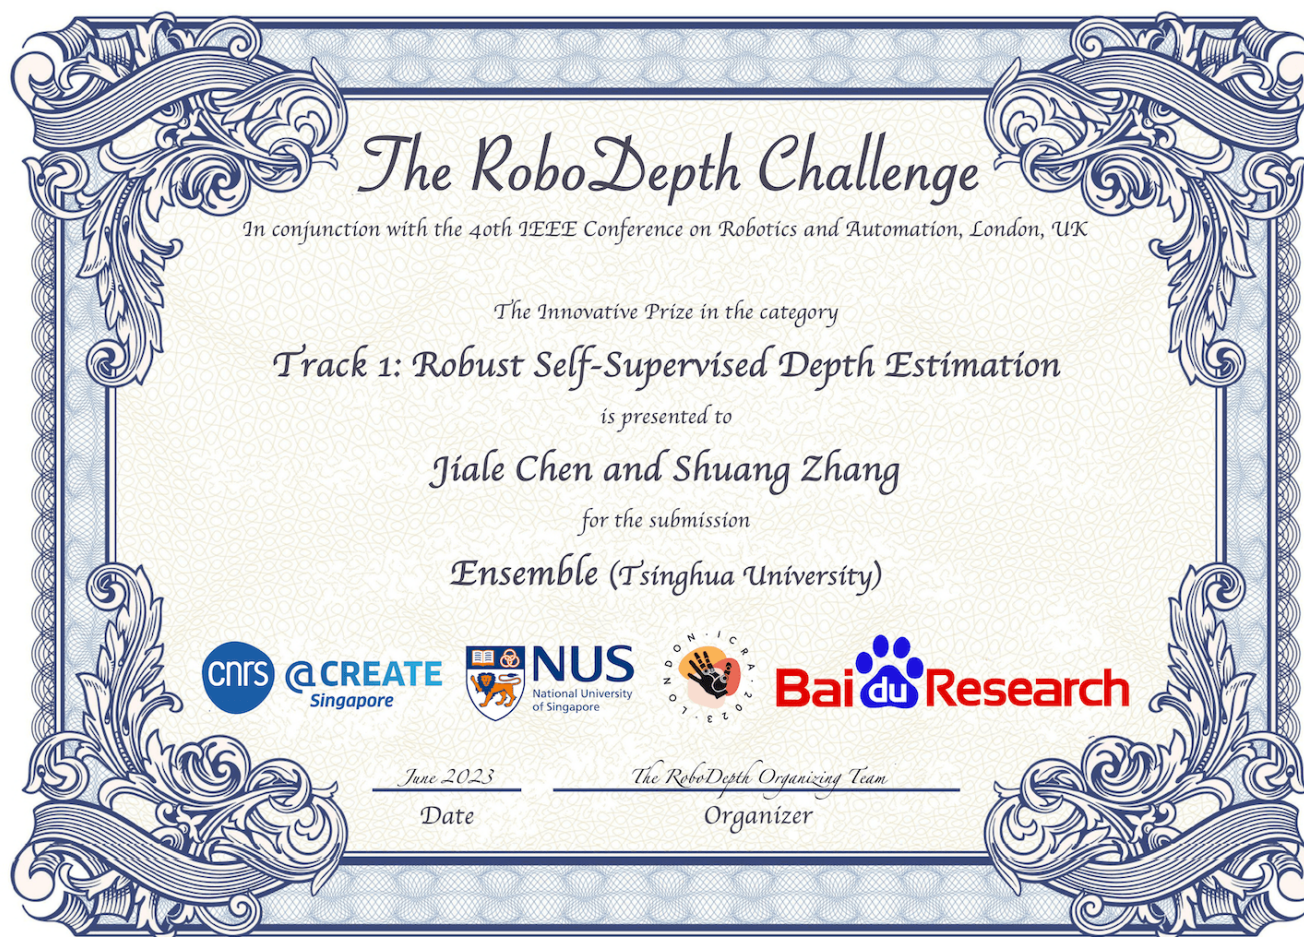 The RoboDepth Challenge
In conjunction with the 40th IEEE Conference on Robotics and Automation, London, UK
The Innovative Prize in the category
Track 1: Robust Self-Supervised Depth Estimation
is presented to
Jiale Chen and Shuang Zhang
for the submission
Ensemble (Tsinghua University)
cnrs @CREATE
Singapore
NUS
National University
of Singapore
LONDON · ICRA · 2023 ·
Bai du Research
June 2023
The RoboDepth Organizing Team
Date
Organizer